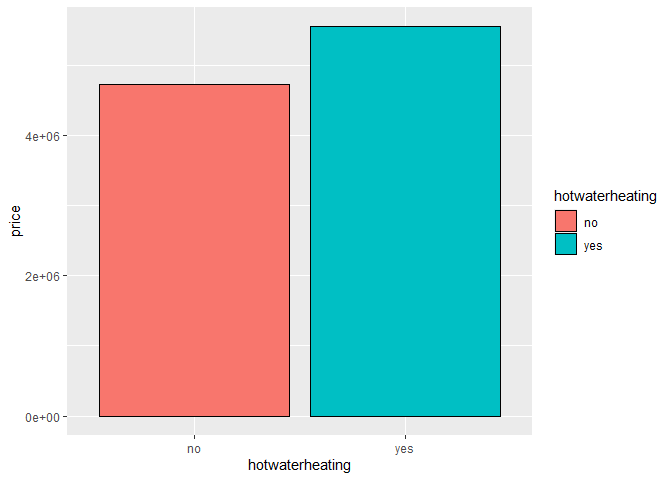 price
4e+06
2e+06
0e+00
no
yes
hotwaterheating
hotwaterheating
no
yes